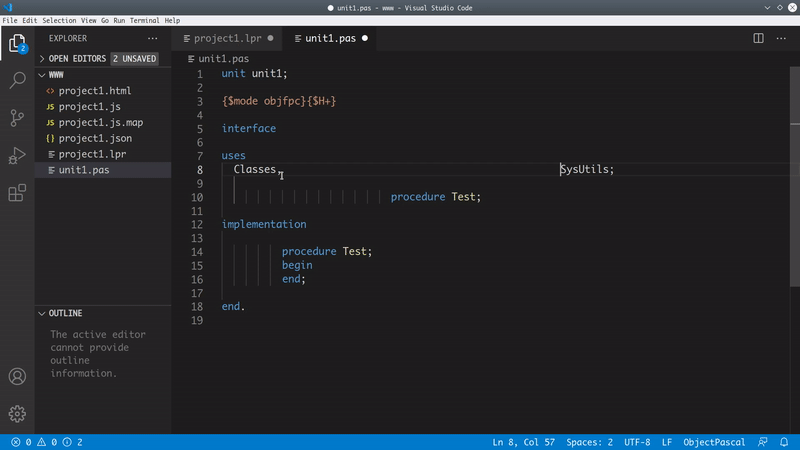 unit1.pas - www - Visual Studio Code
File Edit Selection View Go Run Terminal Help
EXPLORER
OPEN EDITORS 2 UNSAVED
WWW
project1.html
JS project1.js
JS project1.js.map
{ } project1.json
project1.lpr
unit1.pas
OUTLINE
The active editor
cannot provide
outline
information.
2
project1.lpr
unit1.pas
unit1.pas
1 unit unit1;
2
3 {$mode objfpc}{$H+}
4
5 interface
6
7 uses
8 Classes, SysUtils;
9
10 procedure Test;
11
12 implementation
13
14 procedure Test;
15 begin
16 end;
17
18 end.
19
0 0 2
Ln 8, Col 57 Spaces: 2 UTF-8 LF ObjectPascal